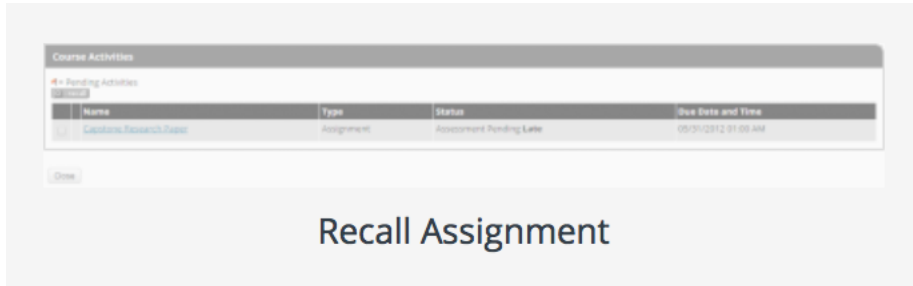 Course Activities
= Pending Activities
Recall
Name Type Status Due Date and Time
Capstone Research Paper Assignment Assessment Pending Late 05/31/2012 01:00 AM
Close
Recall Assignment